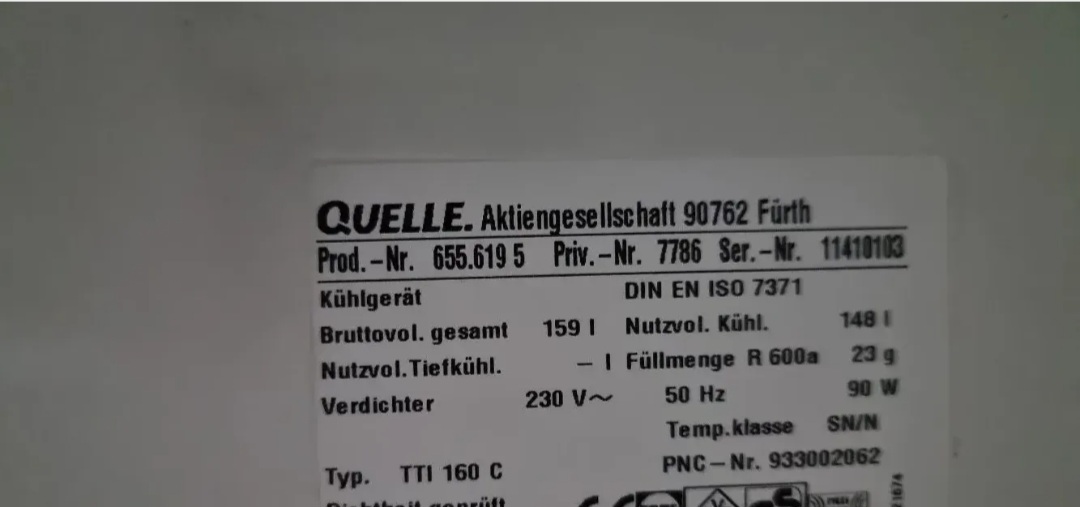 QUELLE. Aktiengesellschaft 90762 Fürth
Prod.-Nr. 655.619 5 Priv.-Nr. 7786 Ser.-Nr. 11410103
Kühlgerät DIN EN ISO 7371
Bruttovol. gesamt 159 l Nutzvol. Kühl. 148 l
Nutzvol.Tiefkühl. – l Füllmenge R 600a 23 g
Verdichter 230 V~ 50 Hz 90 W
Temp.klasse SN/N
Typ. TTI 160 C PNC-Nr. 933002062